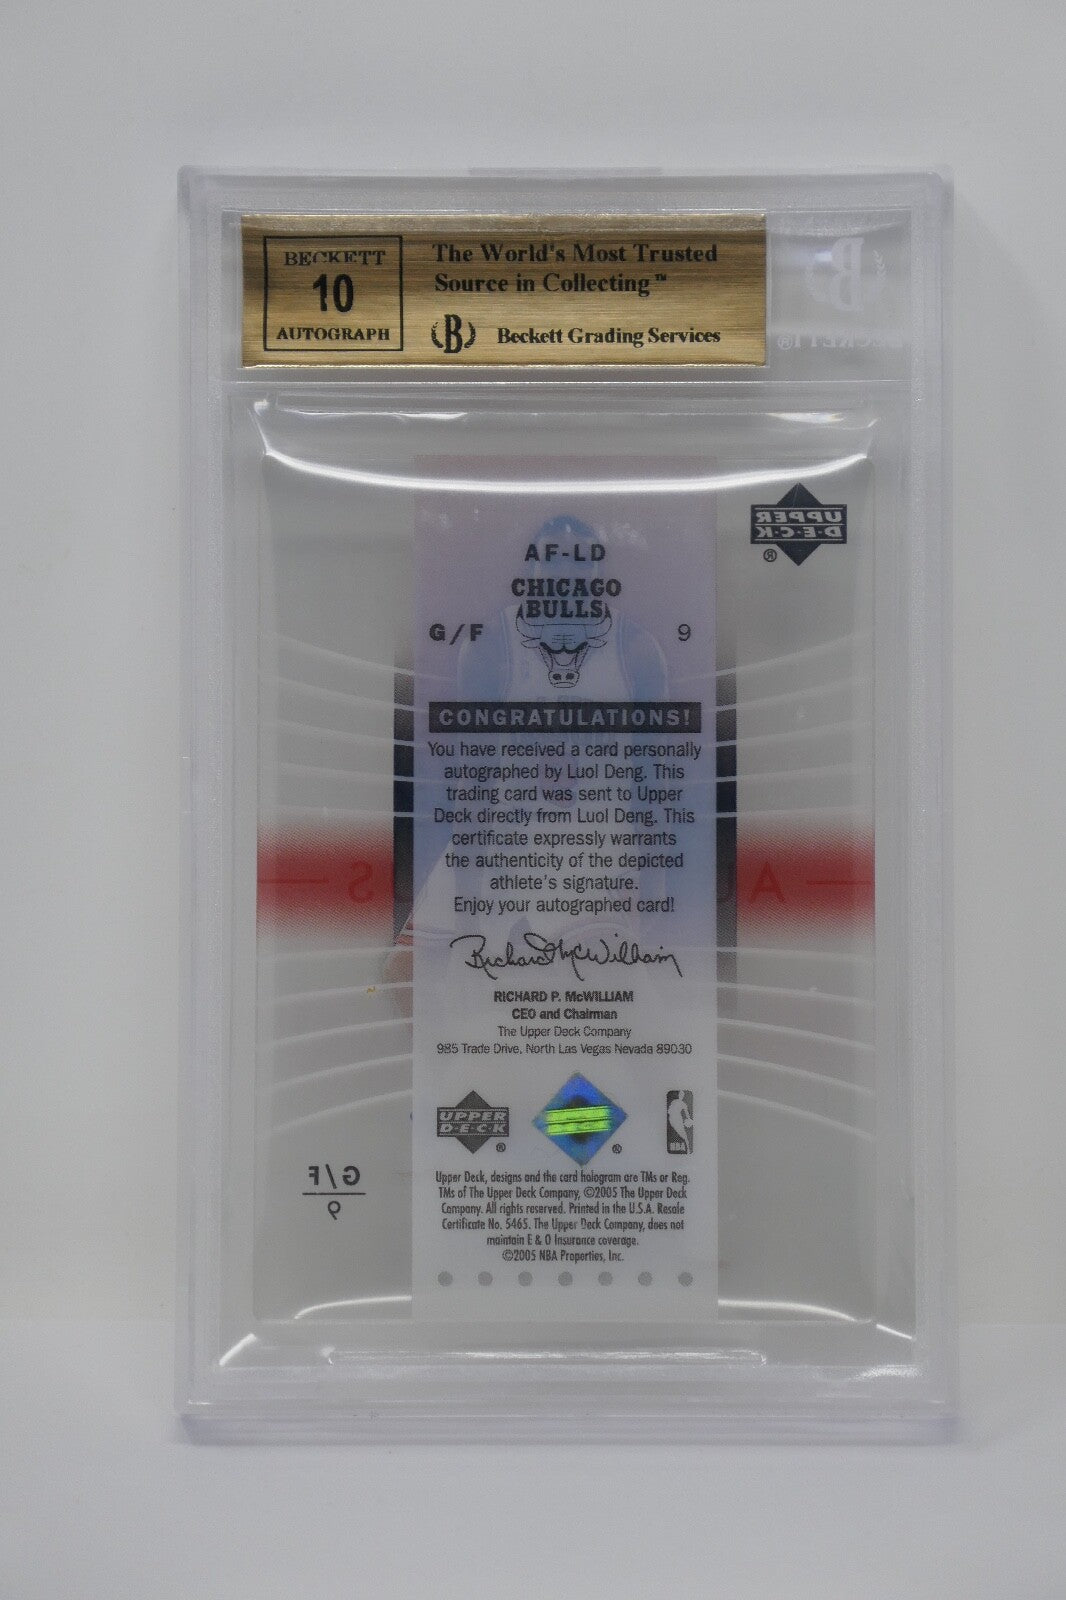 BECKETT
10
AUTOGRAPH
The World's Most Trusted
Source in Collecting™
B Beckett Grading Services
B
BECKETT®
UPPER
D·E·C·K
®
AF-LD
CHICAGO
BULLS
G/F 9
CONGRATULATIONS!
You have received a card personally
autographed by Luol Deng. This
trading card was sent to Upper
Deck directly from Luol Deng. This
certificate expressly warrants
the authenticity of the depicted
athlete's signature.
Enjoy your autographed card!
Richard McWilliam
RICHARD P. McWILLIAM
CEO and Chairman
The Upper Deck Company
985 Trade Drive, North Las Vegas Nevada 89030
UPPER
D·E·C·K
® ®
NBA
Upper Deck, designs and the card hologram are TMs or Reg.
TMs of The Upper Deck Company, ©2005 The Upper Deck
Company. All rights reserved. Printed in the U.S.A. Resale
Certificate No. 5465. The Upper Deck Company, does not
maintain E & O Insurance coverage.
©2005 NBA Properties, Inc.
G/F
9